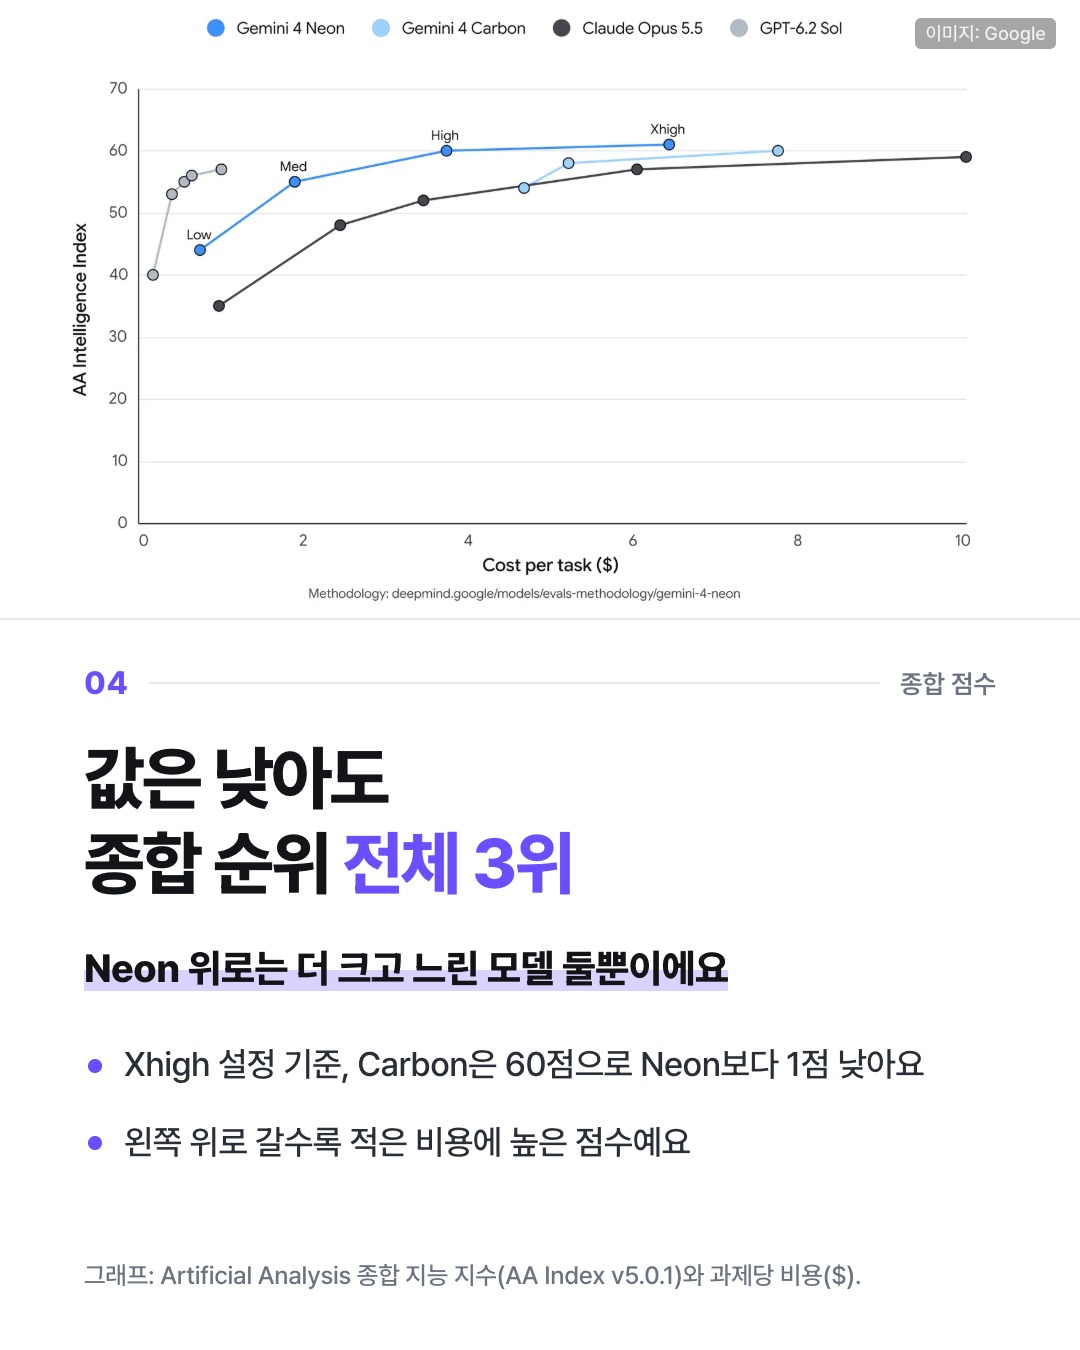 Gemini 4 Neon
Gemini 4 Carbon
Claude Opus 5.5
GPT-6.2 Sol
이미지: Google
AA Intelligence Index
70
60
50
40
30
20
10
0
Low
Med
High
Xhigh
0
2
4
6
8
10
Cost per task ($)
Methodology: deepmind.google/models/evals-methodology/gemini-4-neon
04
종합 점수
값은 낮아도
종합 순위 전체 3위
Neon 위로는 더 크고 느린 모델 둘뿐이에요
Xhigh 설정 기준, Carbon은 60점으로 Neon보다 1점 낮아요
왼쪽 위로 갈수록 적은 비용에 높은 점수예요
그래프: Artificial Analysis 종합 지능 지수(AA Index v5.0.1)와 과제당 비용($).